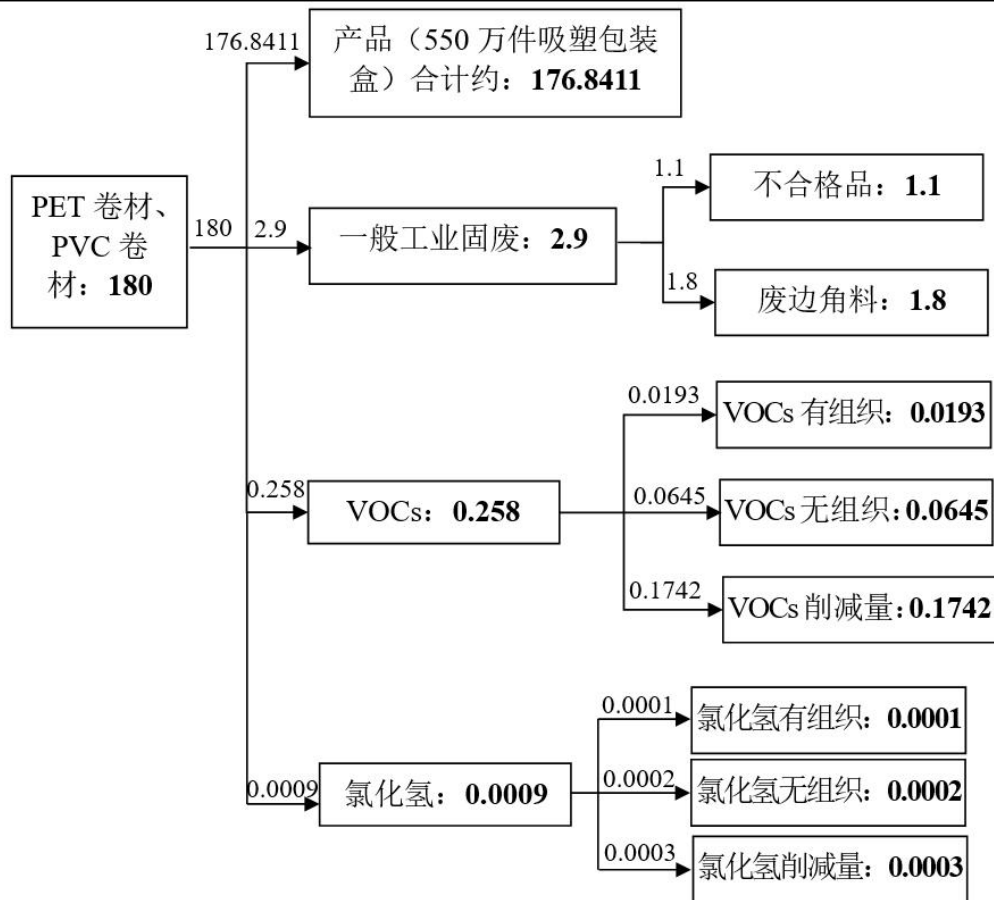 176.8411
产品（550 万件吸塑包装
盒）合计约：176.8411
PET 卷材、
PVC 卷
材：180
180
2.9
一般工业固废：2.9
1.1
不合格品：1.1
1.8
废边角料：1.8
0.258
VOCs：0.258
0.0193
VOCs 有组织：0.0193
0.0645
VOCs 无组织：0.0645
0.1742
VOCs 削减量：0.1742
0.0009
氯化氢：0.0009
0.0001
氯化氢有组织：0.0001
0.0002
氯化氢无组织：0.0002
0.0003
氯化氢削减量：0.0003